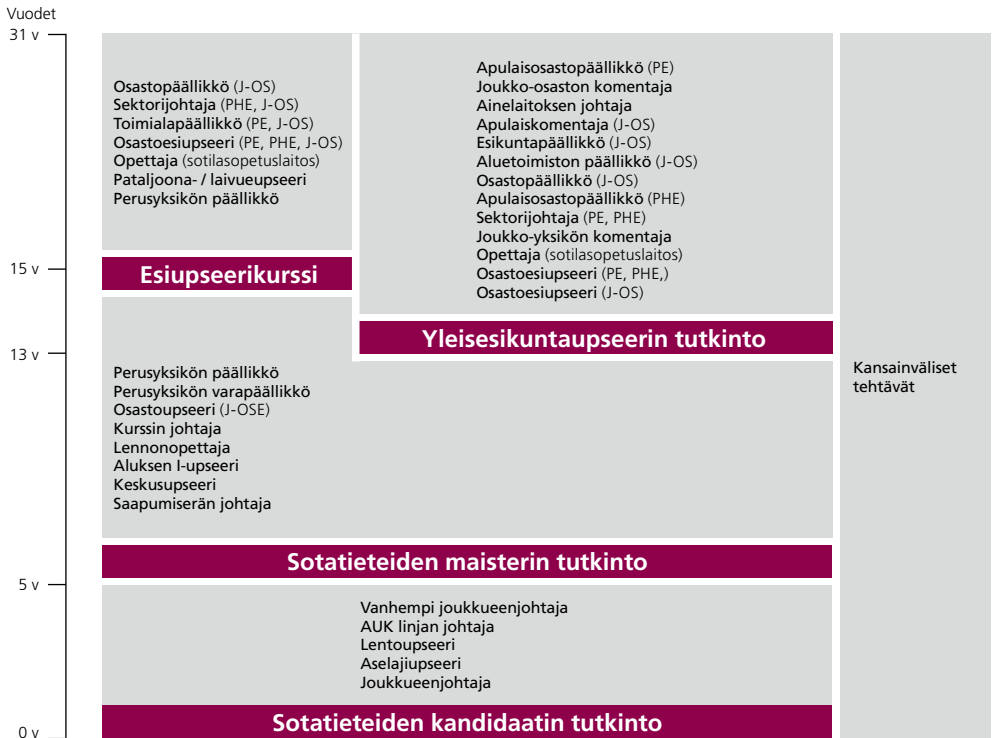 Vuodet
31 v
Osastopäällikkö (J-OS)
Sektorijohtaja (PHE, J-OS)
Toimialapäällikkö (PE, J-OS)
Osastoesiupseeri (PE, PHE, J-OS)
Opettaja (sotilasopetuslaitos)
Pataljoona- / laivueupseeri
Perusyksikön päällikkö
Apulaisosastopäällikkö (PE)
Joukko-osaston komentaja
Ainelaitoksen johtaja
Apulaiskomentaja (J-OS)
Esikuntapäällikkö (J-OS)
Aluetoimiston päällikkö (J-OS)
Osastopäällikkö (J-OS)
Apulaisosastopäällikkö (PHE)
Sektorijohtaja (PE, PHE)
Joukko-yksikön komentaja
Opettaja (sotilasopetuslaitos)
Osastoesiupseeri (PE, PHE,)
Osastoesiupseeri (J-OS)
15 v
Esiupseerikurssi
Yleisesikuntaupseerin tutkinto
13 v
Perusyksikön päällikkö
Perusyksikön varapäällikkö
Osastoupseeri (J-OSE)
Kurssin johtaja
Lennonopettaja
Aluksen I-upseeri
Keskusupseeri
Saapumiserän johtaja
Kansainväliset
tehtävät
Sotatieteiden maisterin tutkinto
5 v
Vanhempi joukkueenjohtaja
AUK linjan johtaja
Lentoupseeri
Aselajiupseeri
Joukkueenjohtaja
Sotatieteiden kandidaatin tutkinto
0 v